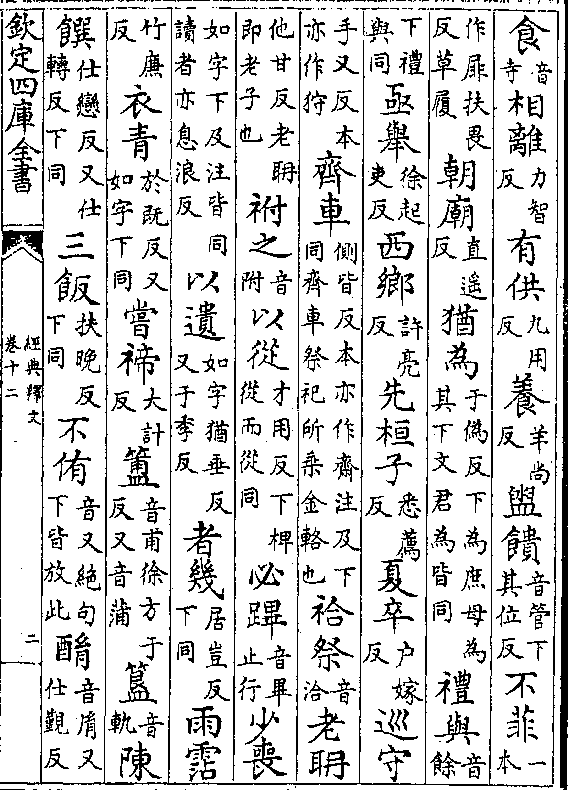 食音寺相離力智反有供九用反養羊尚反盥饋音管下其位反不菲一本
作扉扶畏反草屨朝廟直遥反猶為于偽反下為庶母為其下文君為皆同禮與音餘
下禮與同亟舉徐起吏反西鄉許亮反先桓子悉薦反夏卒户嫁反巡守
手又反本亦作狩齊車側皆反本亦作齋注及下同齊車祭祀所乗金輅也祫祭音洽老聃
他甘反老聃即老子也祔之音附以從才用反下椑從而從同必蹕音畢止行少喪
如字下及注皆同讀者亦息浪反以遺如字猶垂反又于季反者幾居豈反下同雨霑
竹廉反衣青於既反又如字下同嘗禘大計反簠音甫徐方于反又音蒲簋音軌陳
饌仕戀反又仕轉反下同三飯扶晚反下同不侑音又絶句下皆放此酳音胤又仕覲反
欽定四庫全書
經典釋文
卷十二
二